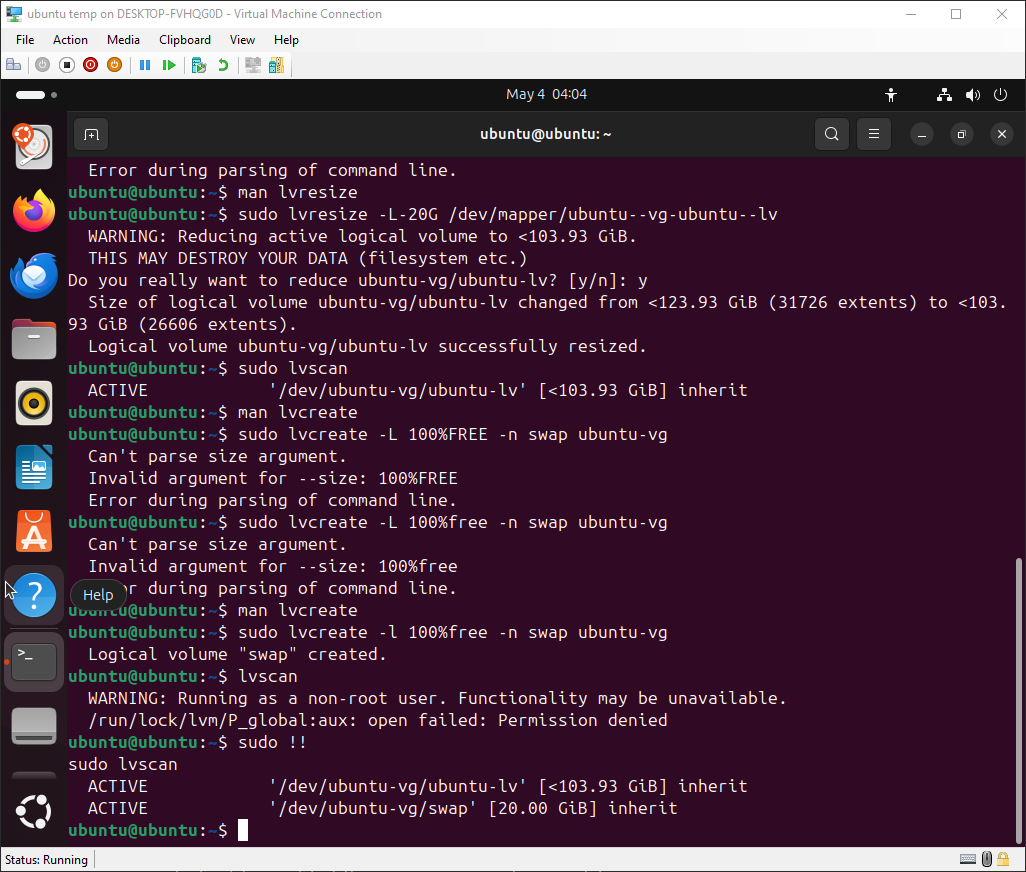 ubuntu temp on DESKTOP-FVHQG0D - Virtual Machine Connection
File Action Media Clipboard View Help
May 4 04:04
ubuntu@ubuntu: ~
Error during parsing of command line.
ubuntu@ubuntu:~$ man lvresize
ubuntu@ubuntu:~$ sudo lvresize -L-20G /dev/mapper/ubuntu--vg-ubuntu--lv
WARNING: Reducing active logical volume to <103.93 GiB.
THIS MAY DESTROY YOUR DATA (filesystem etc.)
Do you really want to reduce ubuntu-vg/ubuntu-lv? [y/n]: y
Size of logical volume ubuntu-vg/ubuntu-lv changed from <123.93 GiB (31726 extents) to <103.
93 GiB (26606 extents).
Logical volume ubuntu-vg/ubuntu-lv successfully resized.
ubuntu@ubuntu:~$ sudo lvscan
ACTIVE            '/dev/ubuntu-vg/ubuntu-lv' [<103.93 GiB] inherit
ubuntu@ubuntu:~$ man lvcreate
ubuntu@ubuntu:~$ sudo lvcreate -L 100%FREE -n swap ubuntu-vg
Can't parse size argument.
Invalid argument for --size: 100%FREE
Error during parsing of command line.
ubuntu@ubuntu:~$ sudo lvcreate -L 100%free -n swap ubuntu-vg
Can't parse size argument.
Invalid argument for --size: 100%free
Help
r during parsing of command line.
ubuntu@ubuntu:~$ man lvcreate
ubuntu@ubuntu:~$ sudo lvcreate -l 100%free -n swap ubuntu-vg
Logical volume "swap" created.
ubuntu@ubuntu:~$ lvscan
WARNING: Running as a non-root user. Functionality may be unavailable.
/run/lock/lvm/P_global:aux: open failed: Permission denied
ubuntu@ubuntu:~$ sudo !!
sudo lvscan
ACTIVE            '/dev/ubuntu-vg/ubuntu-lv' [<103.93 GiB] inherit
ACTIVE            '/dev/ubuntu-vg/swap' [20.00 GiB] inherit
ubuntu@ubuntu:~$
Status: Running